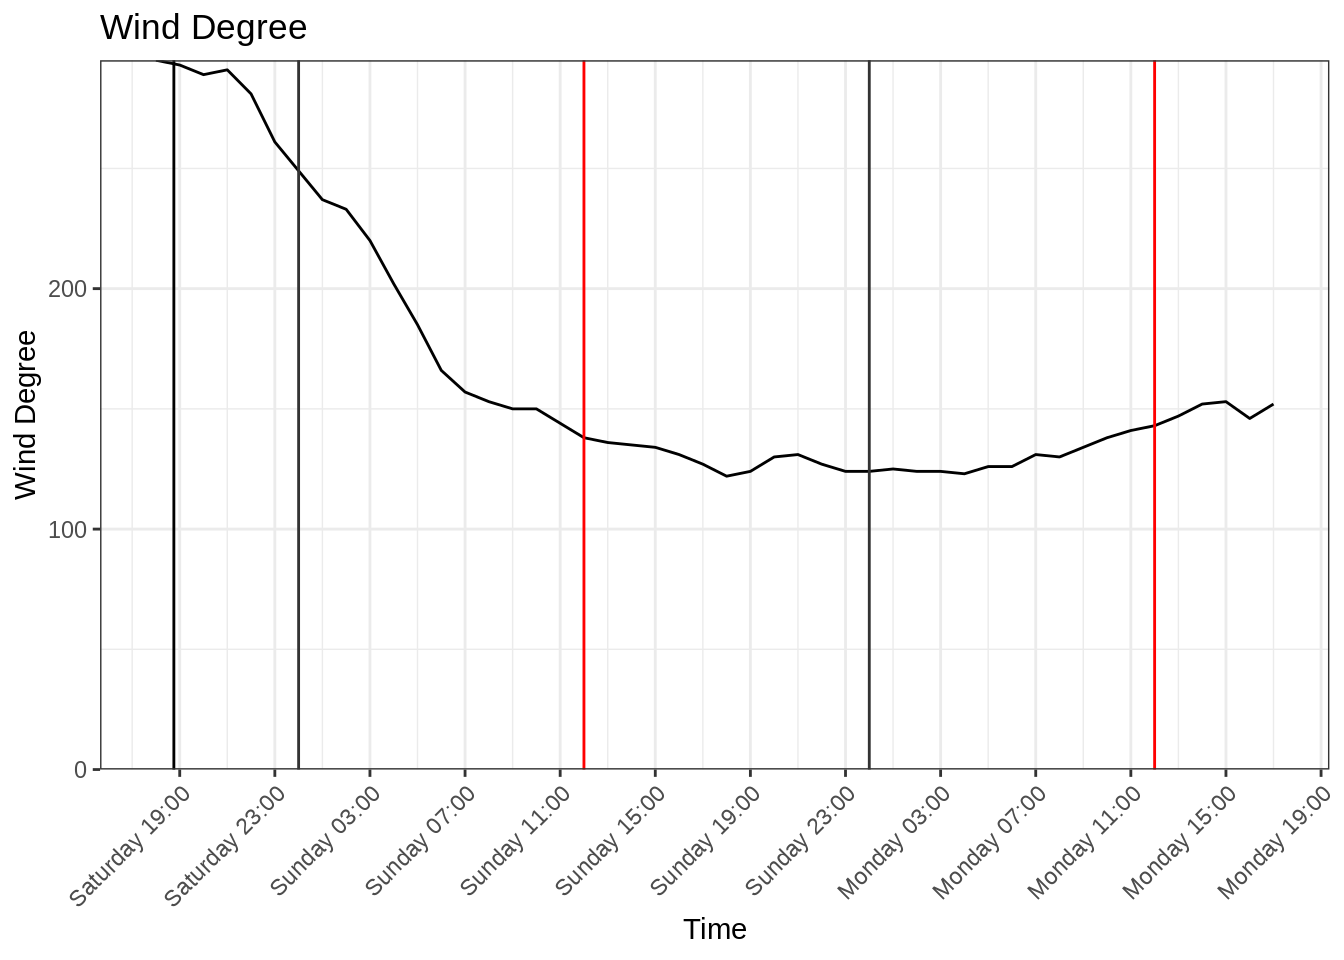 Wind Degree
Wind Degree
200
100
0
Saturday 19:00
Saturday 23:00
Sunday 03:00
Sunday 07:00
Sunday 11:00
Sunday 15:00
Sunday 19:00
Sunday 23:00
Monday 03:00
Monday 07:00
Monday 11:00
Monday 15:00
Monday 19:00
Time